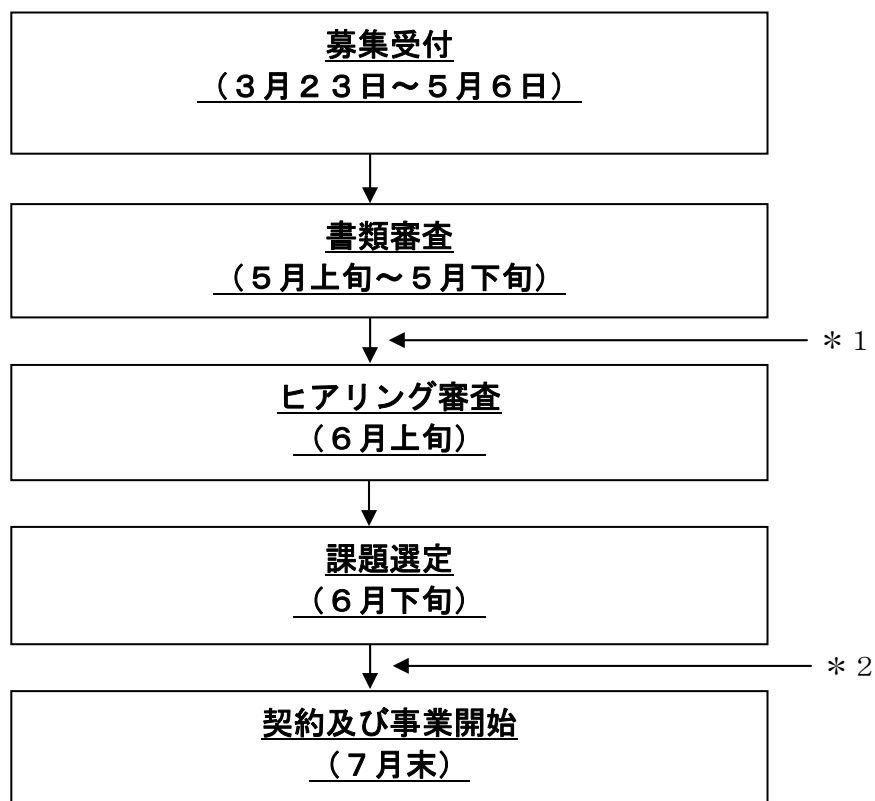 募集受付
（３月２３日～５月６日）
書類審査
（５月上旬～５月下旬）
＊１
ヒアリング審査
（６月上旬）
課題選定
（６月下旬）
＊２
契約及び事業開始
（７月末）